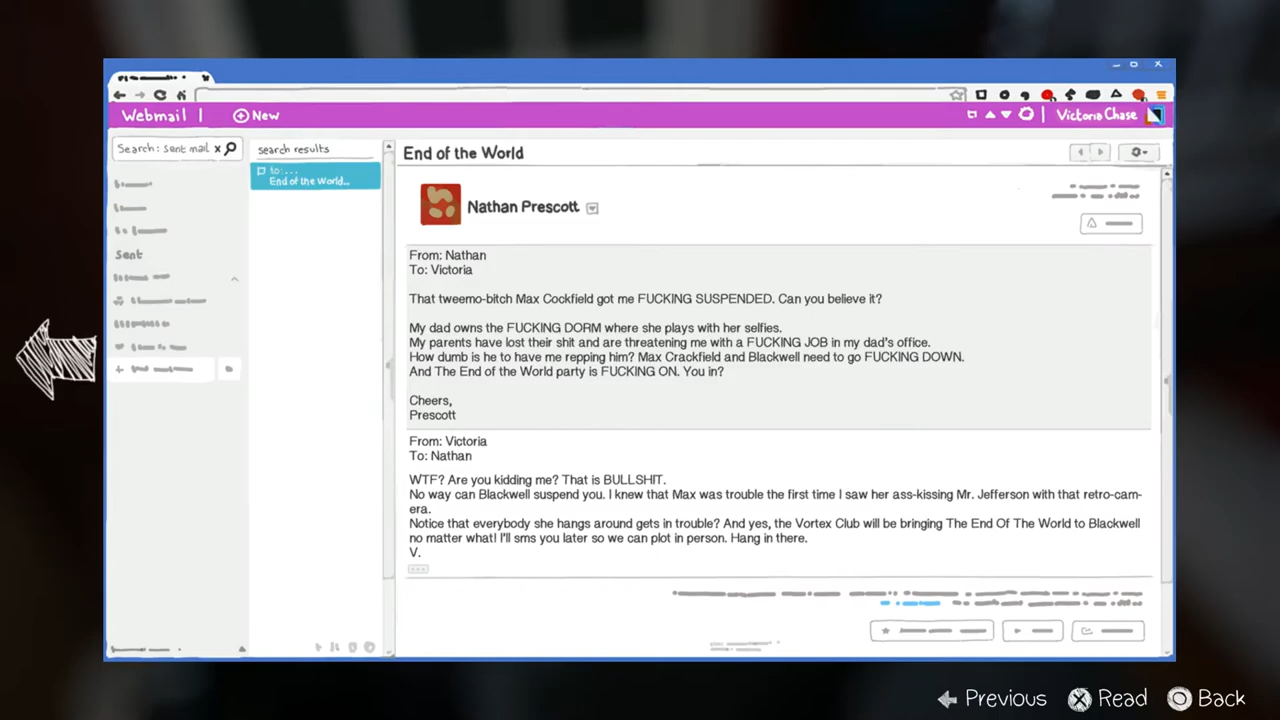 Webmail |
New
Victoria Chase
Search: sent mail x
search results
to:...
End of the World...
Sent
End of the World
Nathan Prescott
From: Nathan
To: Victoria
That tweemo-bitch Max Cockfield got me FUCKING SUSPENDED. Can you believe it?
My dad owns the FUCKING DORM where she plays with her selfies.
My parents have lost their shit and are threatening me with a FUCKING JOB in my dad's office.
How dumb is he to have me repping him? Max Crackfield and Blackwell need to go FUCKING DOWN.
And The End of the World party is FUCKING ON. You in?
Cheers,
Prescott
From: Victoria
To: Nathan
WTF? Are you kidding me? That is BULLSHIT.
No way can Blackwell suspend you. I knew that Max was trouble the first time I saw her ass-kissing Mr. Jefferson with that retro-cam-
era.
Notice that everybody she hangs around gets in trouble? And yes, the Vortex Club will be bringing The End Of The World to Blackwell
no matter what! I'll sms you later so we can plot in person. Hang in there.
V.
Previous
Read
Back